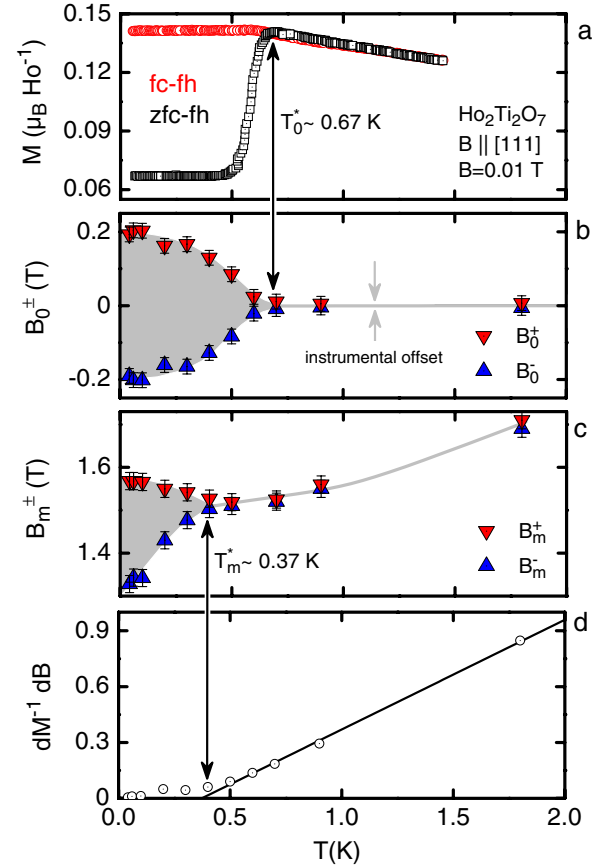 a
0.15
0.12
0.09
0.06
M (μB Ho-1)
fc-fh
zfc-fh
T0*~ 0.67 K
Ho2Ti2O7
B || [111]
B=0.01 T
b
0.2
0
-0.2
B0± (T)
instrumental offset
B0+
B0-
c
1.6
1.4
Bm± (T)
Tm*~ 0.37 K
Bm+
Bm-
d
0.9
0.6
0.3
0
dM-1 dB
0.0 0.5 1.0 1.5 2.0
T(K)